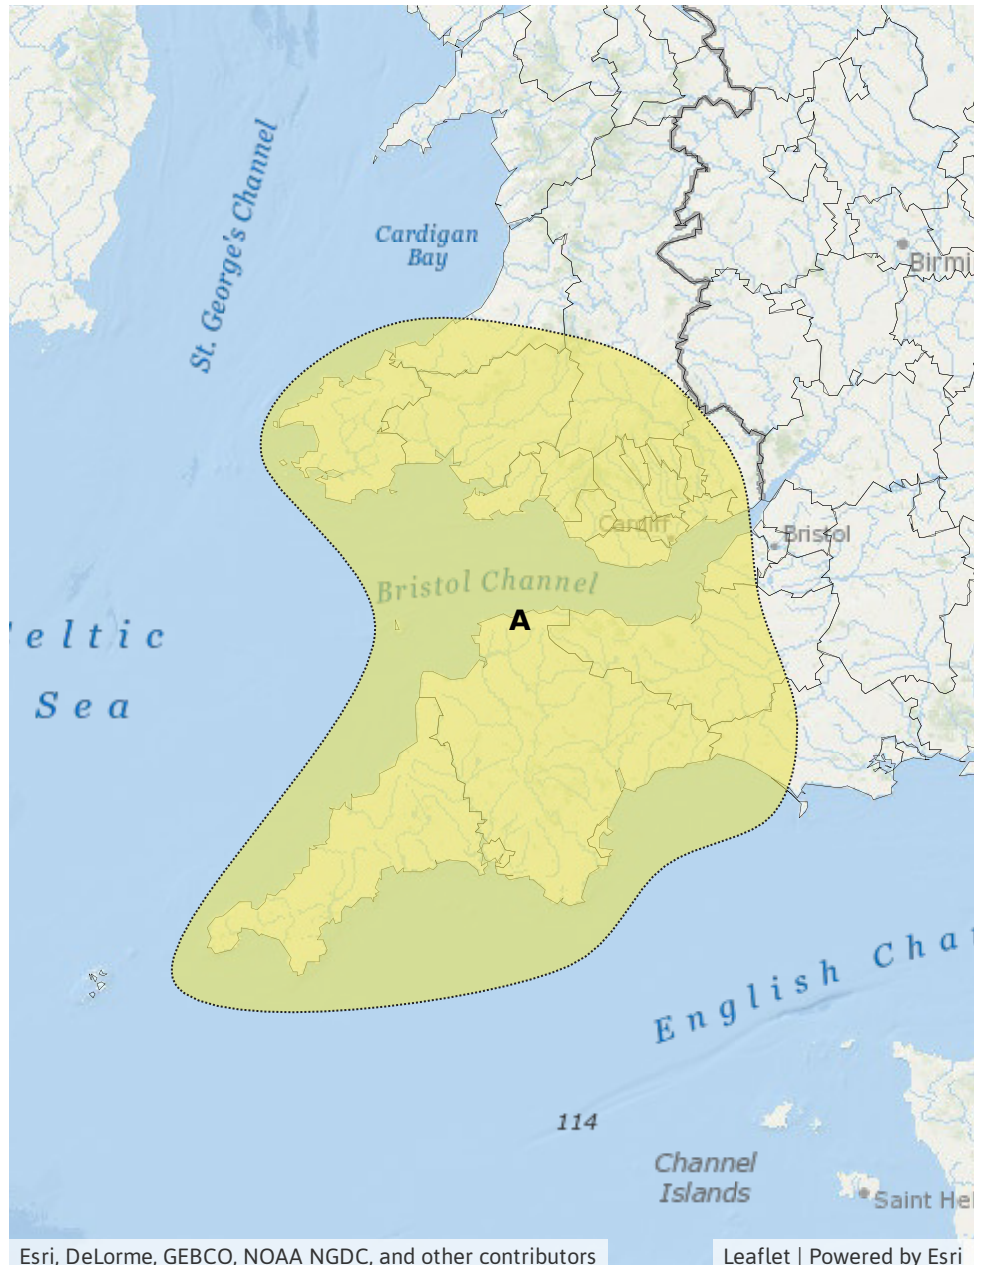 St. George's Channel
Cardigan
Bay
Birmi
Cardiff
Bristol
Bristol Channel
A
eltic
Sea
English Cha
114
Channel
Islands
Saint Hel
Esri, DeLorme, GEBCO, NOAA NGDC, and other contributors
Leaflet | Powered by Esri